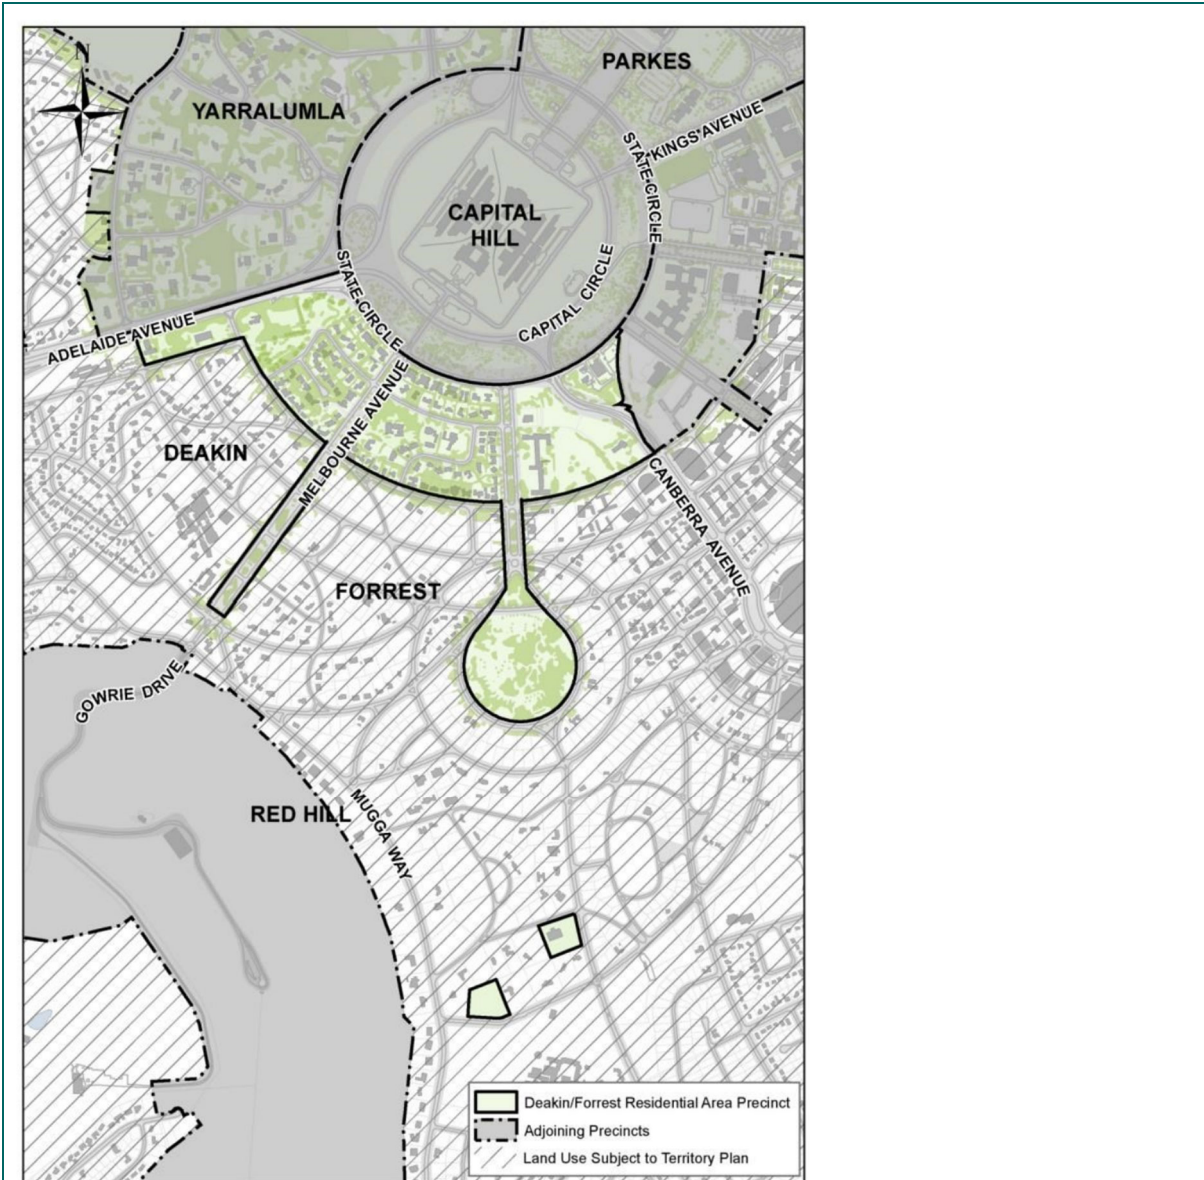 N
PARKES
YARRALUMLA
KINGS AVENUE
STATE CIRCLE
CAPITAL
HILL
CAPITAL CIRCLE
STATE CIRCLE
ADELAIDE AVENUE
MELBOURNE AVENUE
DEAKIN
CANBERRA AVENUE
FORREST
GOWRIE DRIVE
RED HILL
MUGGA WAY
Deakin/Forrest Residential Area Precinct
Adjoining Precincts
Land Use Subject to Territory Plan